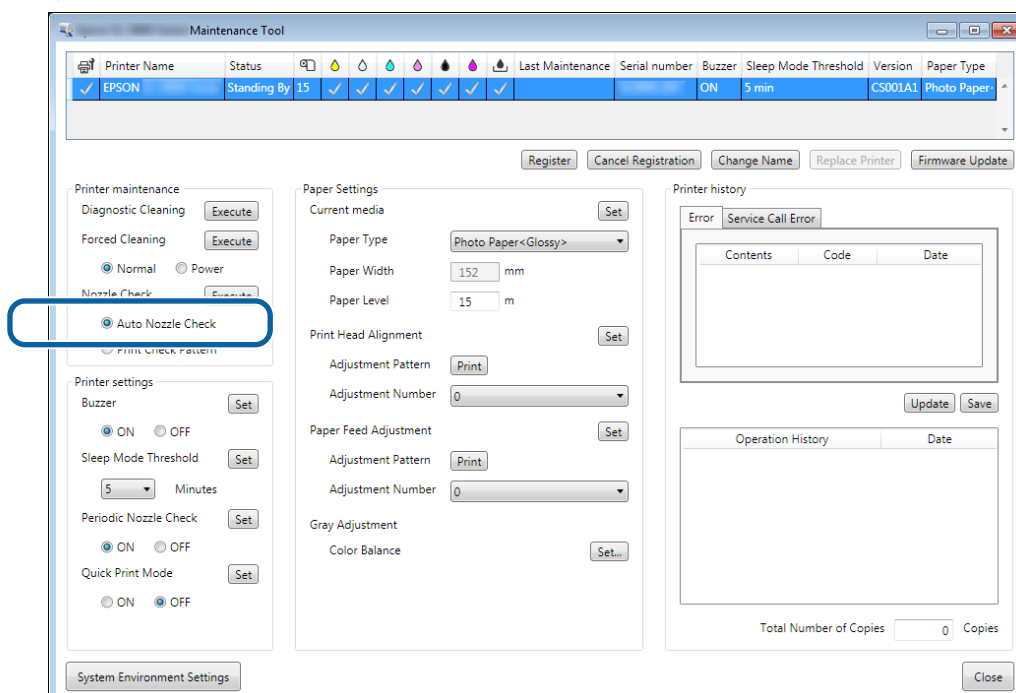 Maintenance Tool
Printer Name Status Last Maintenance Serial number Buzzer Sleep Mode Threshold Version Paper Type
EPSON Standing By 15 ON 5 min CS001A1 Photo Paper-
Register Cancel Registration Change Name Replace Printer Firmware Update
Printer maintenance
Diagnostic Cleaning Execute
Forced Cleaning Execute
Normal Power
Nozzle Check Execute
Auto Nozzle Check
Print Check Pattern
Printer settings
Buzzer Set
ON OFF
Sleep Mode Threshold Set
5 Minutes
Periodic Nozzle Check Set
ON OFF
Quick Print Mode Set
ON OFF
Paper Settings
Current media Set
Paper Type Photo Paper<Glossy>
Paper Width 152 mm
Paper Level 15 m
Print Head Alignment Set
Adjustment Pattern Print
Adjustment Number 0
Paper Feed Adjustment Set
Adjustment Pattern Print
Adjustment Number 0
Gray Adjustment
Color Balance Set...
Printer history
Error Service Call Error
Contents Code Date
Update Save
Operation History Date
Total Number of Copies 0 Copies
System Environment Settings Close